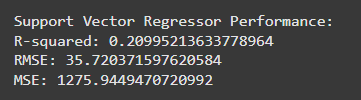 Support Vector Regressor Performance:
R-squared: 0.20995213633778964
RMSE: 35.720371597620584
MSE: 1275.9449470720992